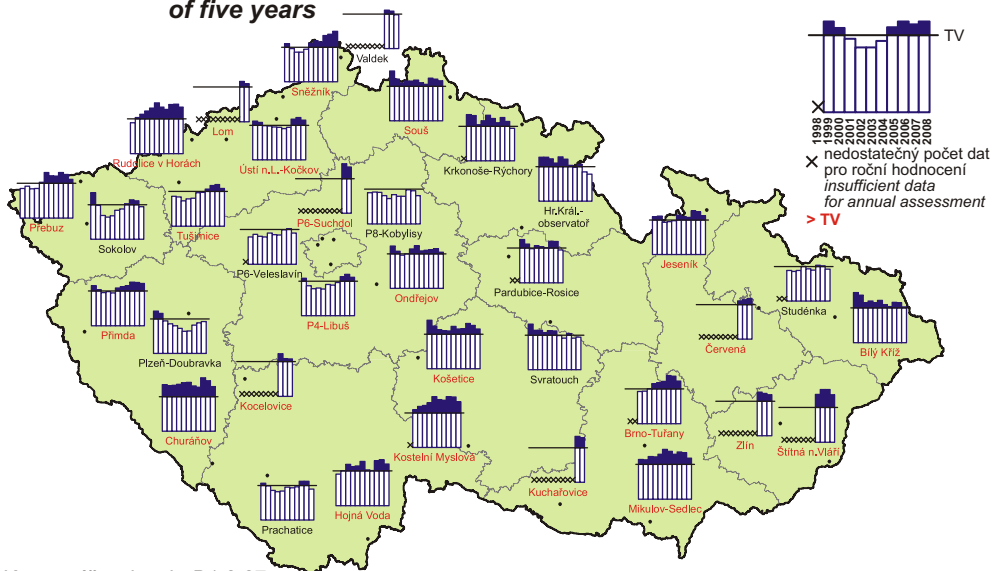 of five years
Valdek
TV
Sněžník
Lom
Souš
Rudolice v Horách
Ústí n.L.-Kočkov
Krkonoše-Rýchory
1998
1999
2000
2001
2002
2003
2004
2005
2006
2007
2008
× nedostatečný počet dat
pro roční hodnocení
insufficient data
for annual assessment
> TV
Přebuz
Sokolov
Tušimice
P6-Suchdol
P8-Kobylisy
Hr.Král.-
observatoř
P6-Veleslavín
Ondřejov
Pardubice-Rosice
Jeseník
Studénka
Přimda
P4-Libuš
Plzeň-Doubravka
Košetice
Svratouch
Červená
Bílý Kříž
Kocelovice
Churáňov
Kostelní Myslová
Brno-Tuřany
Zlín
Štítná n.Vláří
Kuchařovice
Mikulov-Sedlec
Prachatice
Hojná Voda